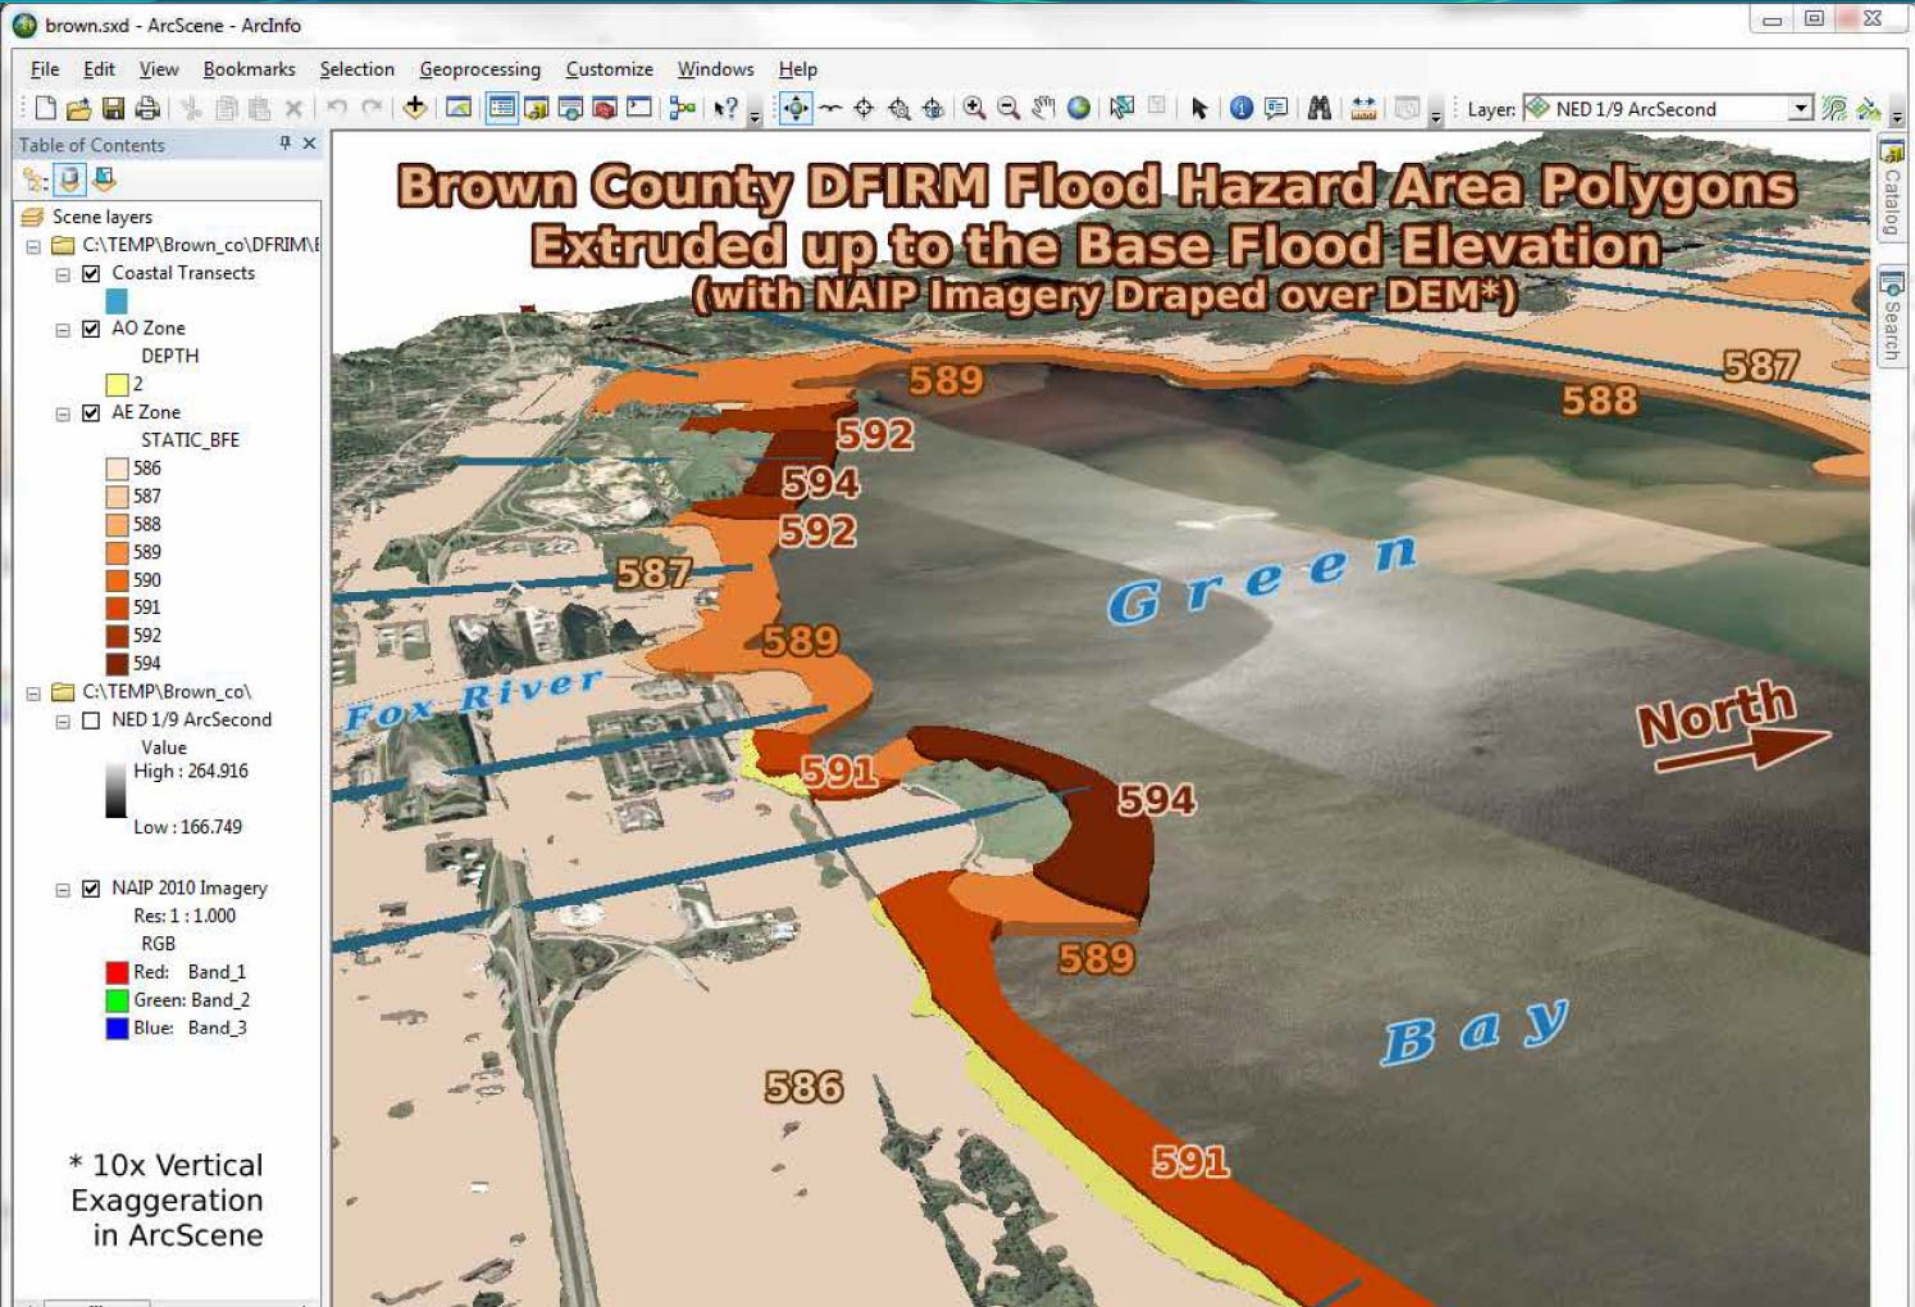 brown.sxd - ArcScene - ArcInfo
File Edit View Bookmarks Selection Geoprocessing Customize Windows Help
Layer: NED 1/9 ArcSecond
Table of Contents
Scene layers
C:\TEMP\Brown_co\DFRIM\E
Coastal Transects
AO Zone
DEPTH
2
AE Zone
STATIC_BFE
586
587
588
589
590
591
592
594
C:\TEMP\Brown_co\
NED 1/9 ArcSecond
Value
High : 264.916
Low : 166.749
NAIP 2010 Imagery
Res: 1 : 1.000
RGB
Red: Band_1
Green: Band_2
Blue: Band_3
* 10x Vertical
Exaggeration
in ArcScene
Brown County DFIRM Flood Hazard Area Polygons
Extruded up to the Base Flood Elevation
(with NAIP Imagery Draped over DEM*)
587
589
588
592
594
592
Green
587
589
Fox River
North
591
594
589
Bay
586
591
Catalog
Search